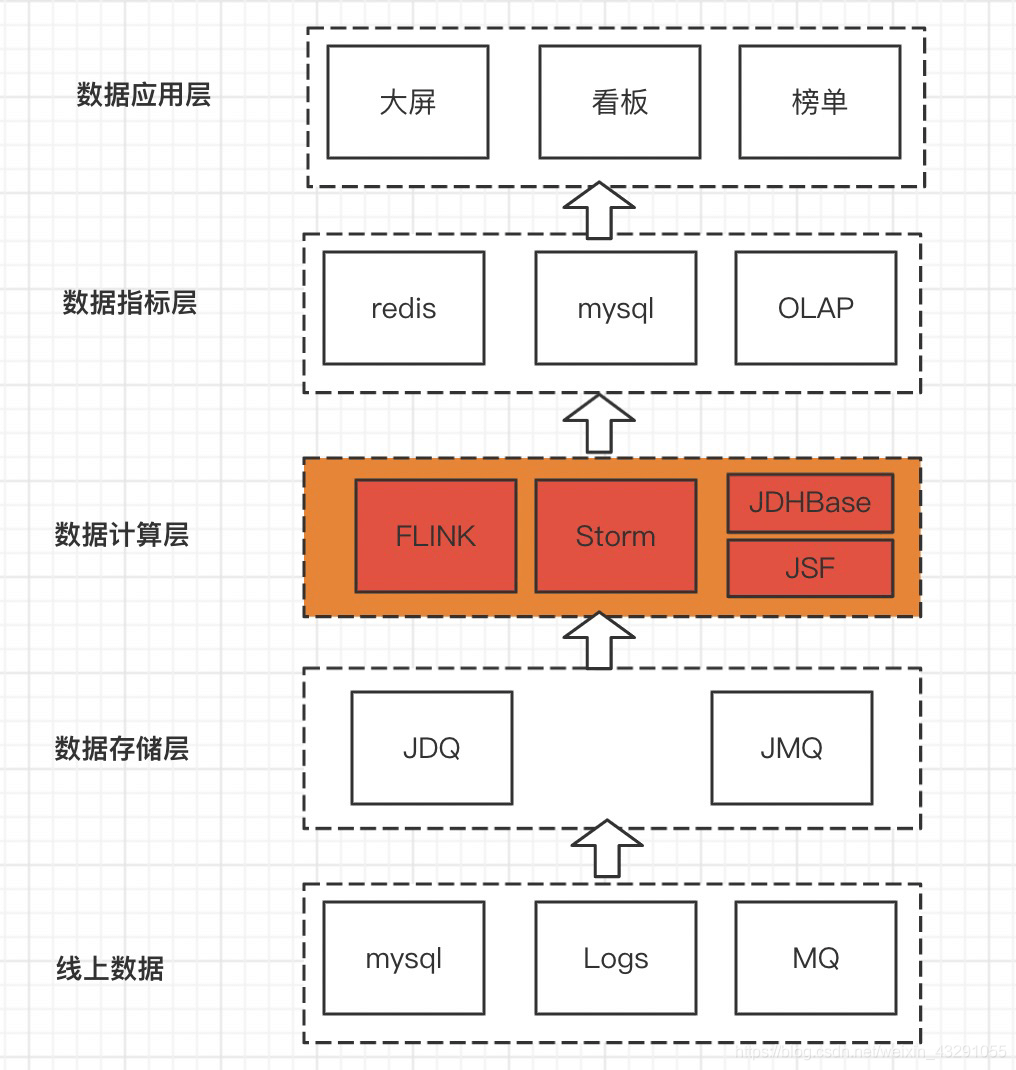 数据应用层
大屏
看板
榜单
数据指标层
redis
mysql
OLAP
数据计算层
FLINK
Storm
JDHBase
JSF
数据存储层
JDQ
JMQ
线上数据
mysql
Logs
MQ
https://blog.csdn.net/weixin_43291055